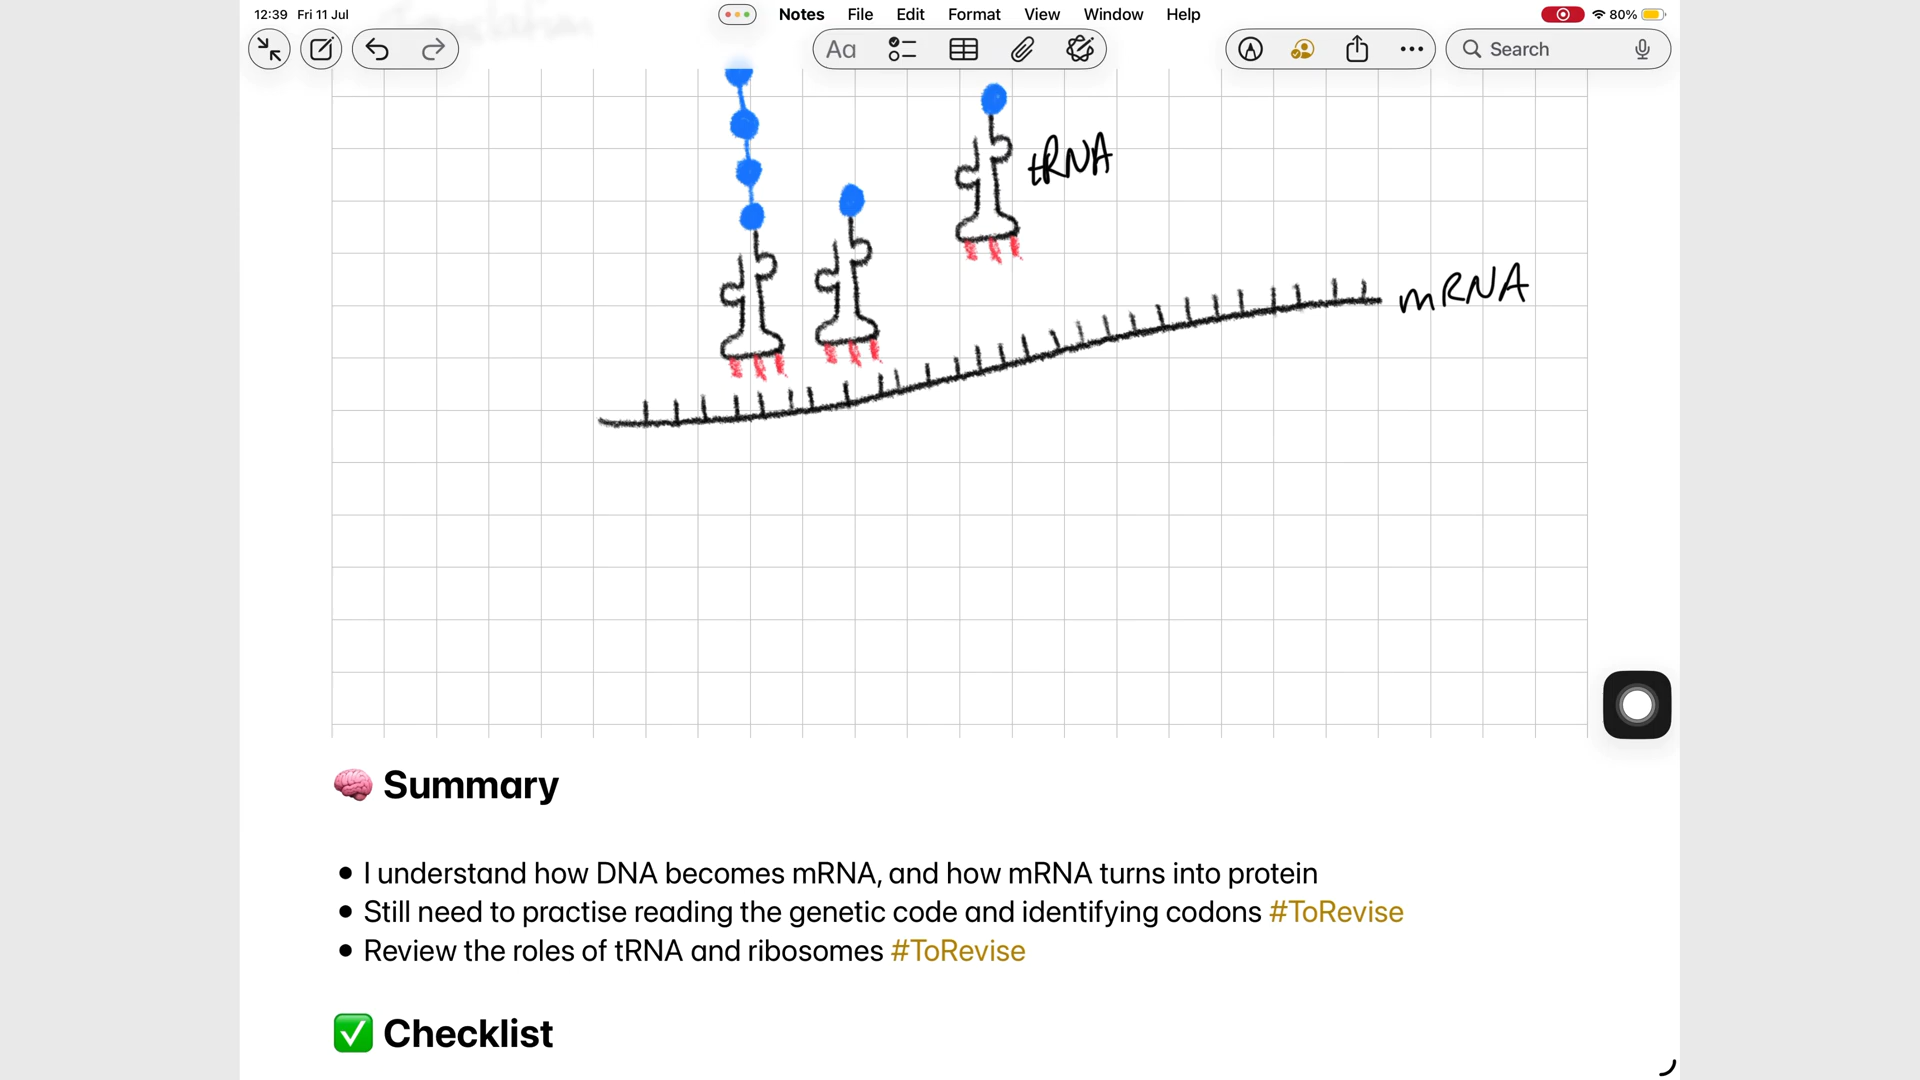 12:39 Fri 11 Jul Notes File Edit Format View Window Help 80%
Aa Search
Translation
tRNA
mRNA
🧠 Summary
• I understand how DNA becomes mRNA, and how mRNA turns into protein
• Still need to practise reading the genetic code and identifying codons #ToRevise
• Review the roles of tRNA and ribosomes #ToRevise
✅ Checklist